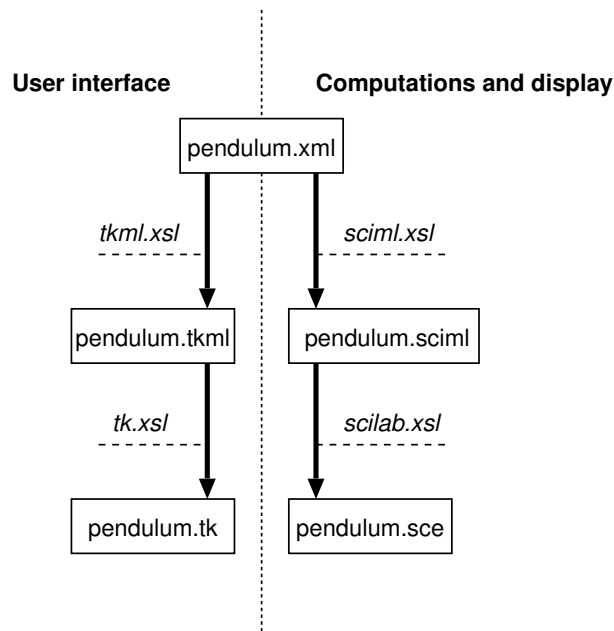 User interface
Computations and display
pendulum.xml
tkml.xsl
sciml.xsl
pendulum.tkml
pendulum.sciml
tk.xsl
scilab.xsl
pendulum.tk
pendulum.sce